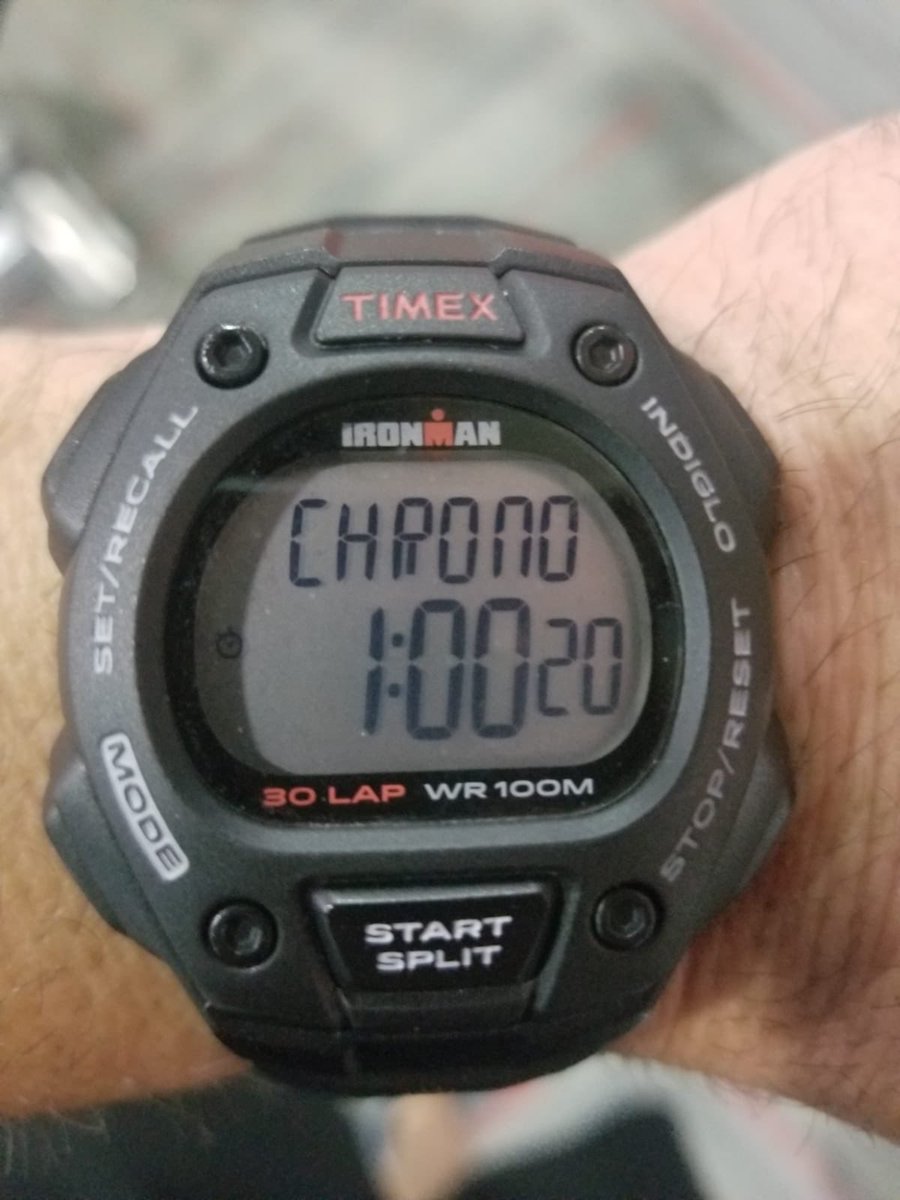 TIMEX
IRONMAN
SET/RECALL
INDIGLO
CHRONO
1:00 20
30 LAP WR 100M
MODE
STOP/RESET
START
SPLIT